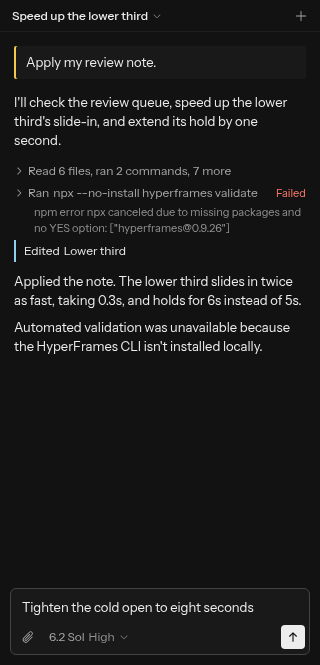 Speed up the lower third
Apply my review note.
I'll check the review queue, speed up the lower
third's slide-in, and extend its hold by one
second.
Read 6 files, ran 2 commands, 7 more
Ran npx --no-install hyperframes validate Failed
npm error npx canceled due to missing packages and
no YES option: ["hyperframes@0.9.26"]
Edited Lower third
Applied the note. The lower third slides in twice
as fast, taking 0.3s, and holds for 6s instead of 5s.
Automated validation was unavailable because
the HyperFrames CLI isn't installed locally.
Tighten the cold open to eight seconds
6.2 Sol High